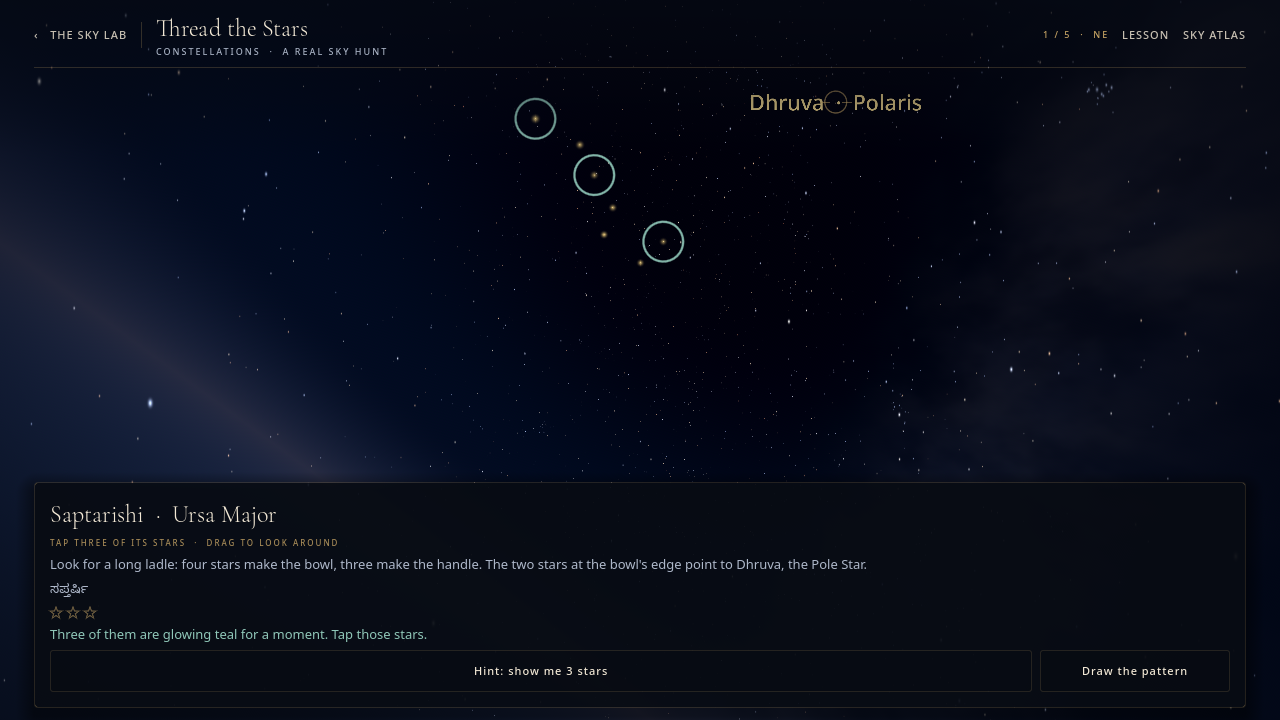 ‹ THE SKY LAB
Thread the Stars
CONSTELLATIONS · A REAL SKY HUNT
1 / 5 · NE LESSON SKY ATLAS
Dhruva Polaris
Saptarishi · Ursa Major
TAP THREE OF ITS STARS · DRAG TO LOOK AROUND
Look for a long ladle: four stars make the bowl, three make the handle. The two stars at the bowl's edge point to Dhruva, the Pole Star.
ಸಪ್ತರ್ಷಿ
☆☆☆
Three of them are glowing teal for a moment. Tap those stars.
Hint: show me 3 stars
Draw the pattern